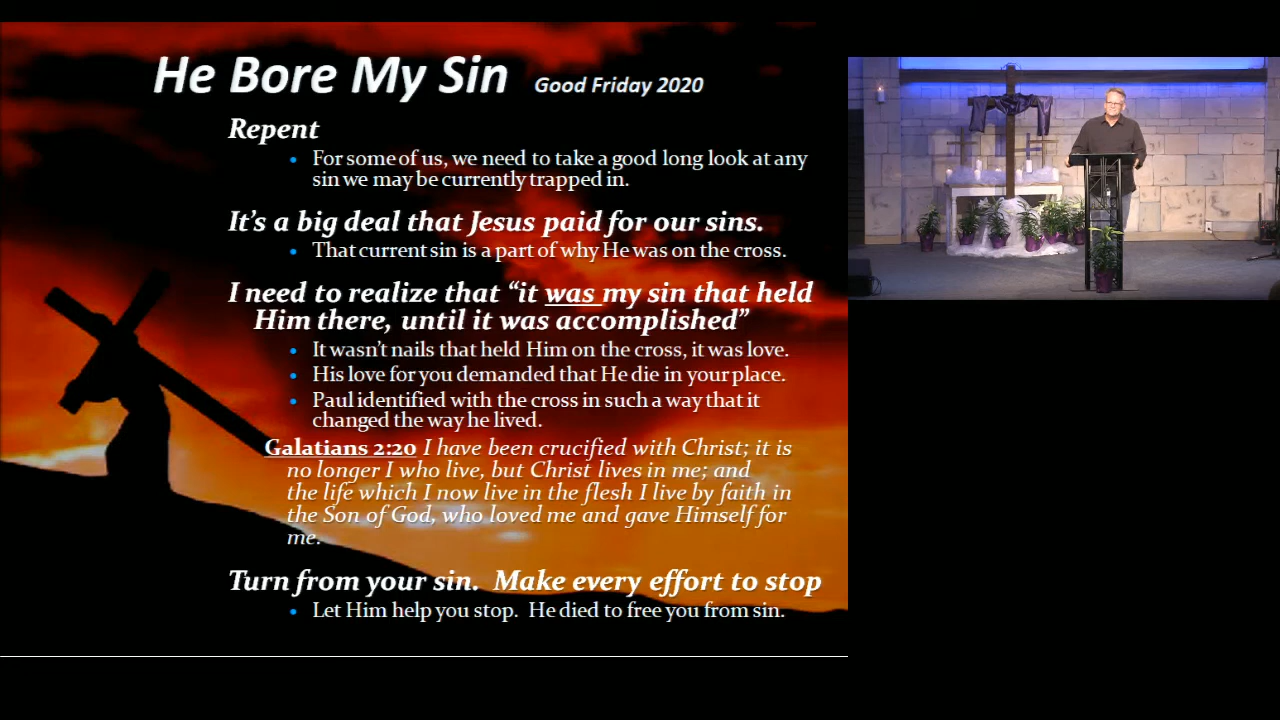 He Bore My Sin Good Friday 2020
Repent
• For some of us, we need to take a good long look at any
sin we may be currently trapped in.
It's a big deal that Jesus paid for our sins.
• That current sin is a part of why He was on the cross.
I need to realize that “it was my sin that held
Him there, until it was accomplished”
• It wasn't nails that held Him on the cross, it was love.
• His love for you demanded that He die in your place.
• Paul identified with the cross in such a way that it
changed the way he lived.
Galatians 2:20 I have been crucified with Christ; it is
no longer I who live, but Christ lives in me; and
the life which I now live in the flesh I live by faith in
the Son of God, who loved me and gave Himself for
me.
Turn from your sin. Make every effort to stop
• Let Him help you stop. He died to free you from sin.